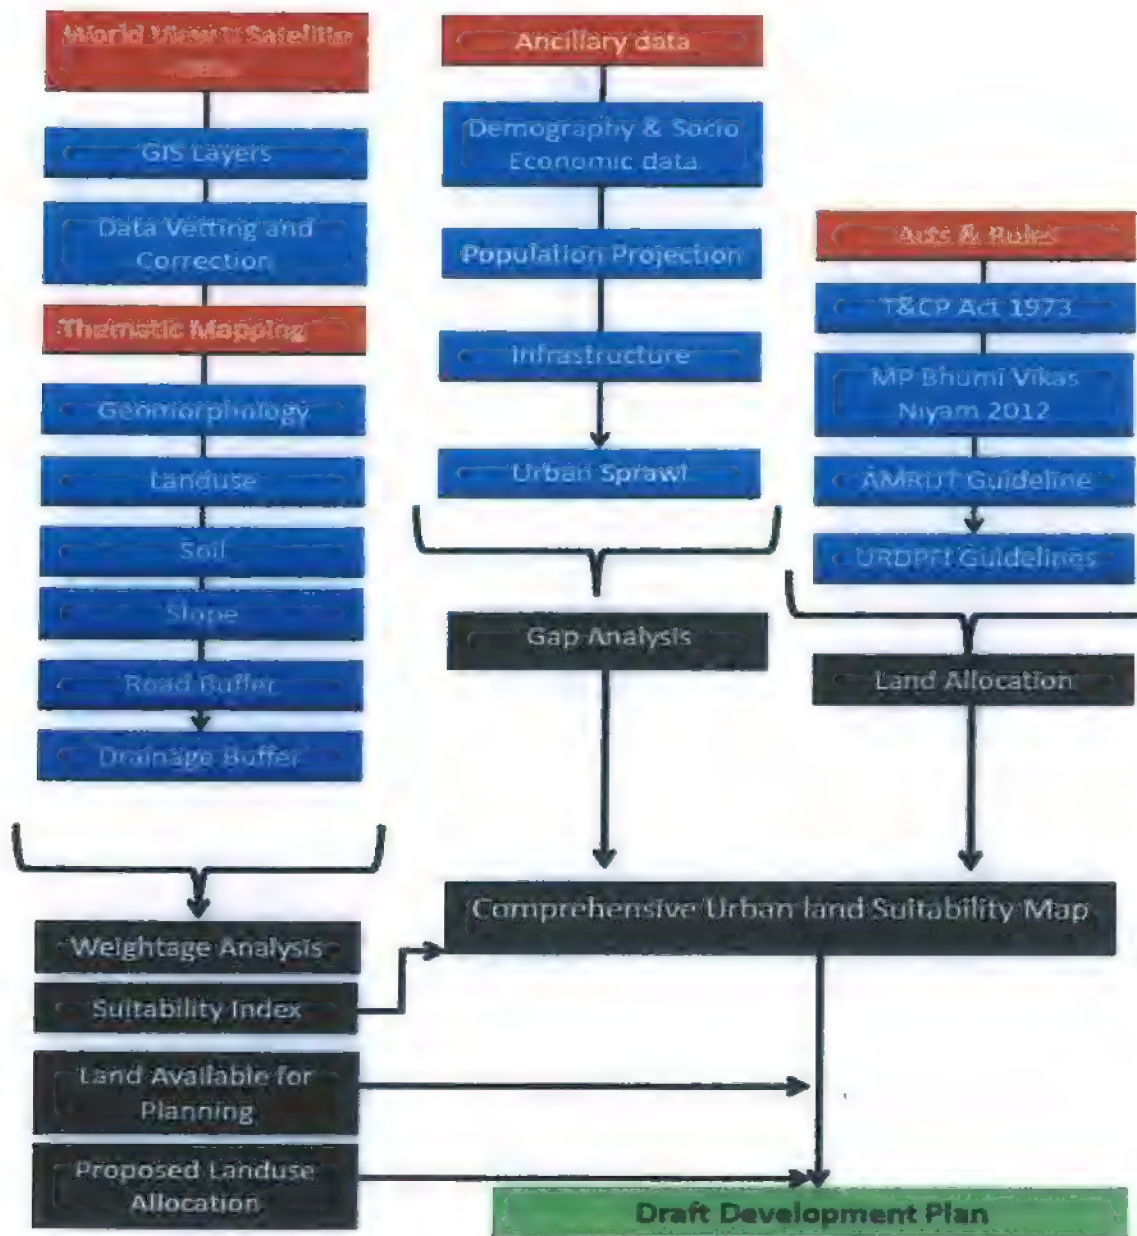 World View Satellite
GIS Layers
Data Vetting and
Correction
Thematic Mapping
Geomorphology
Landuse
Soil
Slope
Road Buffer
Drainage Buffer
Weightage Analysis
Suitability Index
Land Available for
Planning
Proposed Landuse
Allocation
Ancillary data
Demography & Socio
Economic data
Population Projection
Infrastructure
Urban Sprawl
Gap Analysis
Acts & Rules
T&CP Act 1973
MP Bhumi Vikas
Niyam 2012
AMRUT Guideline
URDPFI Guidelines
Land Allocation
Comprehensive Urban land Suitability Map
Draft Development Plan